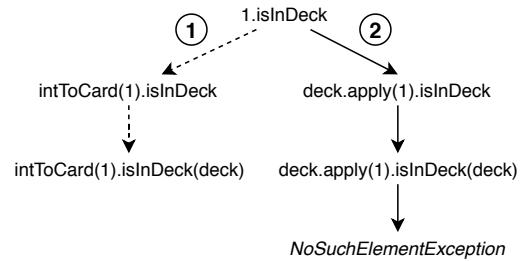 1.isInDeck
1
2
intToCard(1).isInDeck
deck.apply(1).isInDeck
intToCard(1).isInDeck(deck)
deck.apply(1).isInDeck(deck)
NoSuchElementException